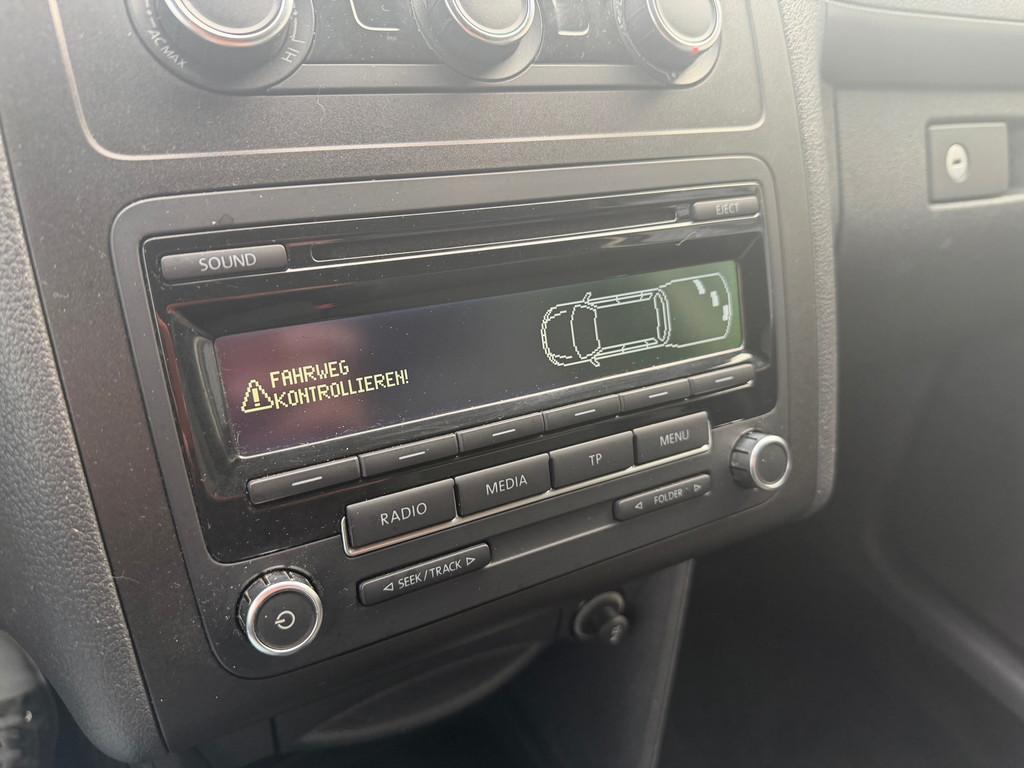 AC MAX
HI
EJECT
SOUND
FAHRWEG
KONTROLLIEREN!
RADIO
MEDIA
TP
MENU
SEEK / TRACK
FOLDER